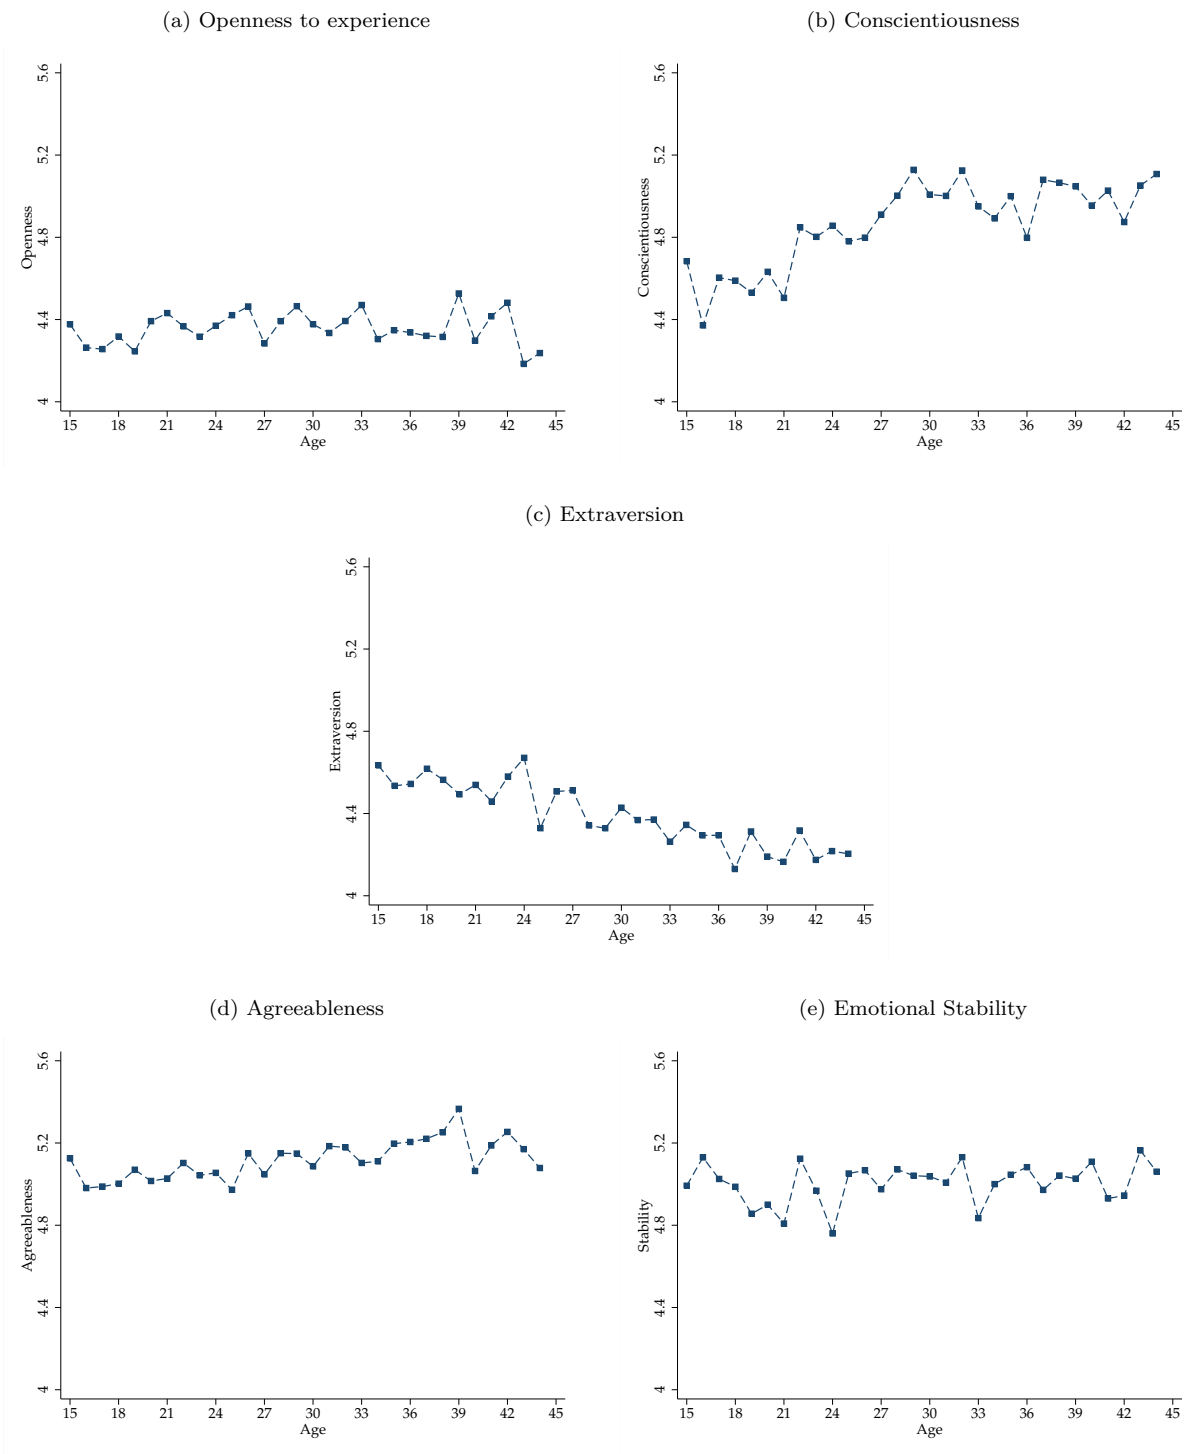 (a) Openness to experience
5.6
5.2
4.8
4.4
4
Openness
15 18 21 24 27 30 33 36 39 42 45
Age
(b) Conscientiousness
5.6
5.2
4.8
4.4
4
Conscientiousness
15 18 21 24 27 30 33 36 39 42 45
Age
(c) Extraversion
5.6
5.2
4.8
4.4
4
Extraversion
15 18 21 24 27 30 33 36 39 42 45
Age
(d) Agreeableness
5.6
5.2
4.8
4.4
4
Agreeableness
15 18 21 24 27 30 33 36 39 42 45
Age
(e) Emotional Stability
5.6
5.2
4.8
4.4
4
Stability
15 18 21 24 27 30 33 36 39 42 45
Age